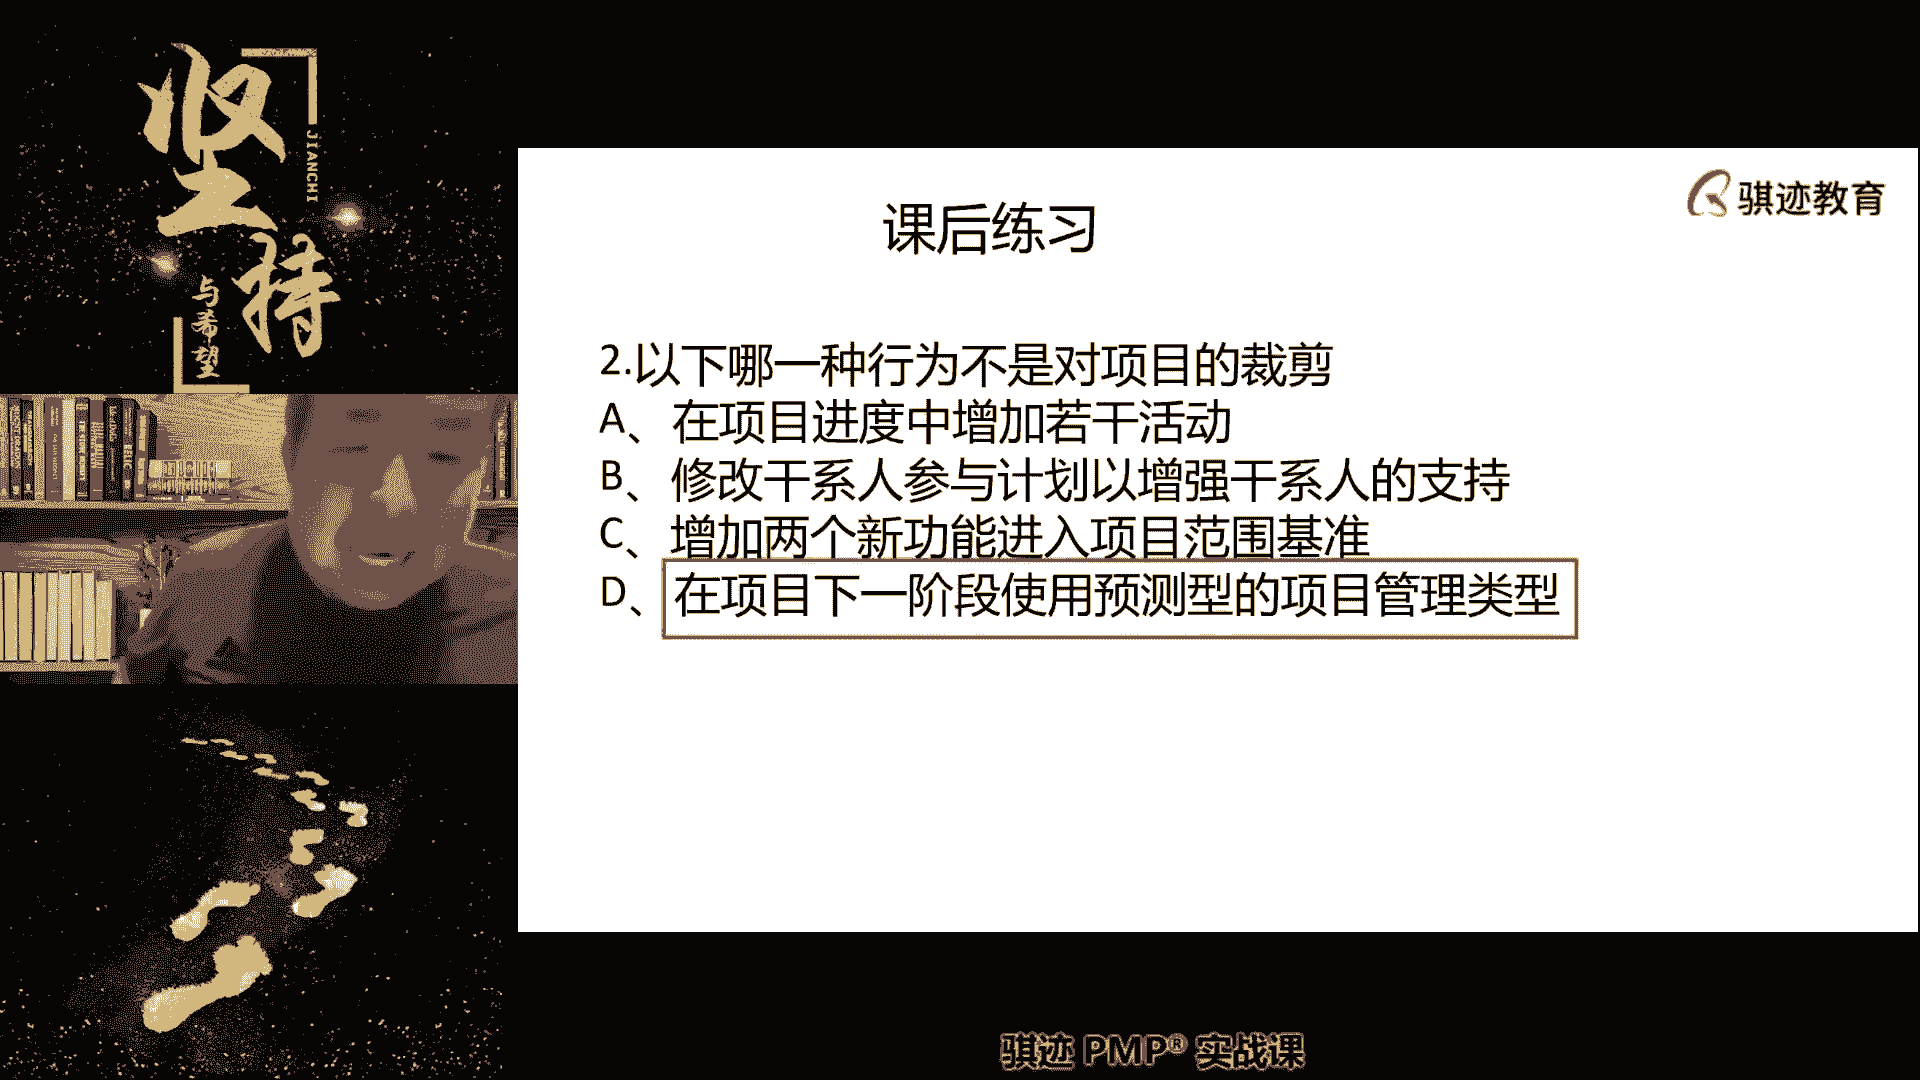 坚持
JIANCHI
与希望
骐迹教育
课后练习
2.以下哪一种行为不是对项目的裁剪
A、在项目进度中增加若干活动
B、修改干系人参与计划以增强干系人的支持
C、增加两个新功能进入项目范围基准
D、在项目下一阶段使用预测型的项目管理类型
骐迹 PMP® 实战课